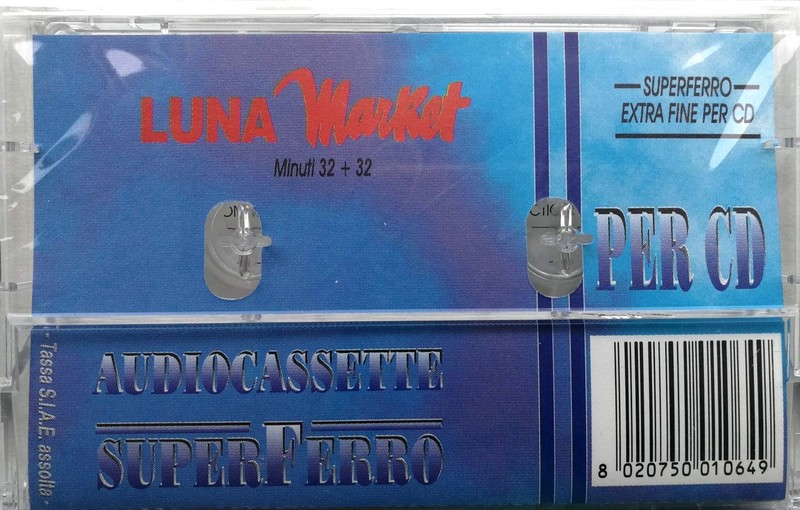 LUNA Market
Minuti 32 + 32
SUPERFERRO
EXTRA FINE PER CD
PER CD
AUDIOCASSETTE
SUPERFERRO
- Tassa S.I.A.E. assolta -
8 020750 010649